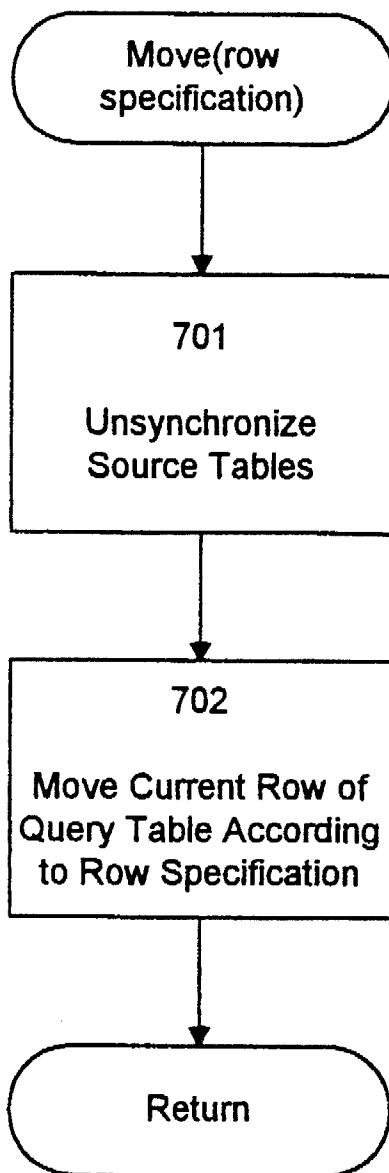 Move(row
specification)
701
Unsynchronize
Source Tables
702
Move Current Row of
Query Table According
to Row Specification
Return